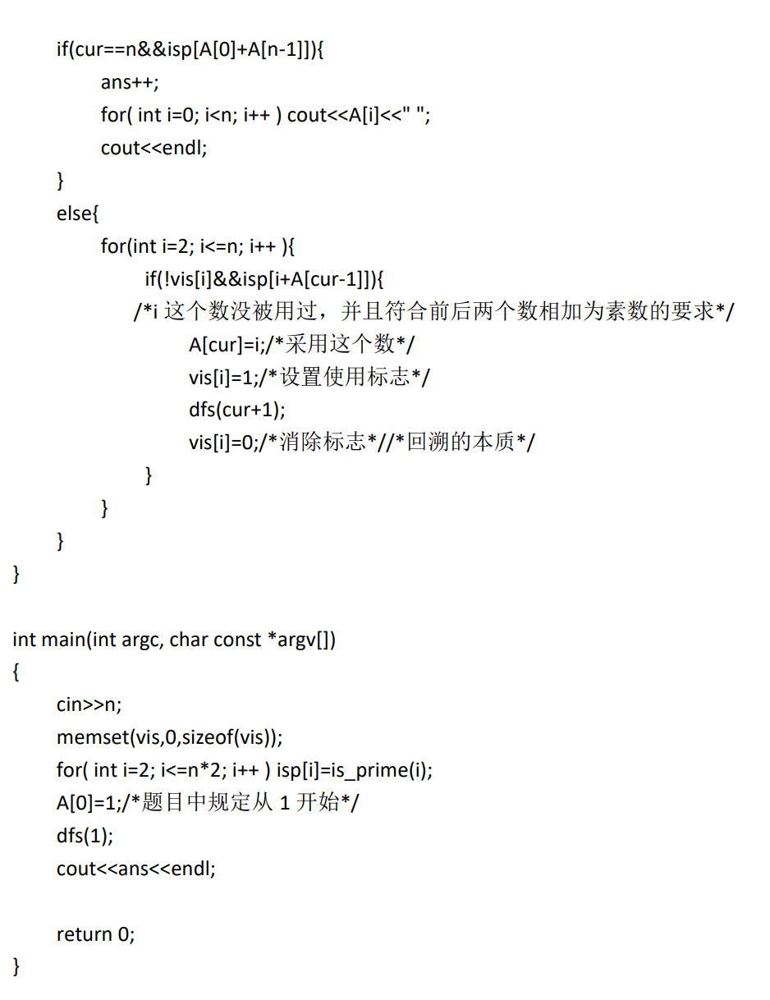 if(cur==n&&isp[A[0]+A[n-1]]){
ans++;
for( int i=0; i<n; i++ ) cout<<A[i]<<" ";
cout<<endl;
}
else{
for(int i=2; i<=n; i++ ){
if(!vis[i]&&isp[i+A[cur-1]]){
/*i 这个数没被用过，并且符合前后两个数相加为素数的要求*/
A[cur]=i;/*采用这个数*/
vis[i]=1;/*设置使用标志*/
dfs(cur+1);
vis[i]=0;/*消除标志*//*回溯的本质*/
}
}
}
}
int main(int argc, char const *argv[])
{
cin>>n;
memset(vis,0,sizeof(vis));
for( int i=2; i<=n*2; i++ ) isp[i]=is_prime(i);
A[0]=1;/*题目中规定从 1 开始*/
dfs(1);
cout<<ans<<endl;
return 0;
}